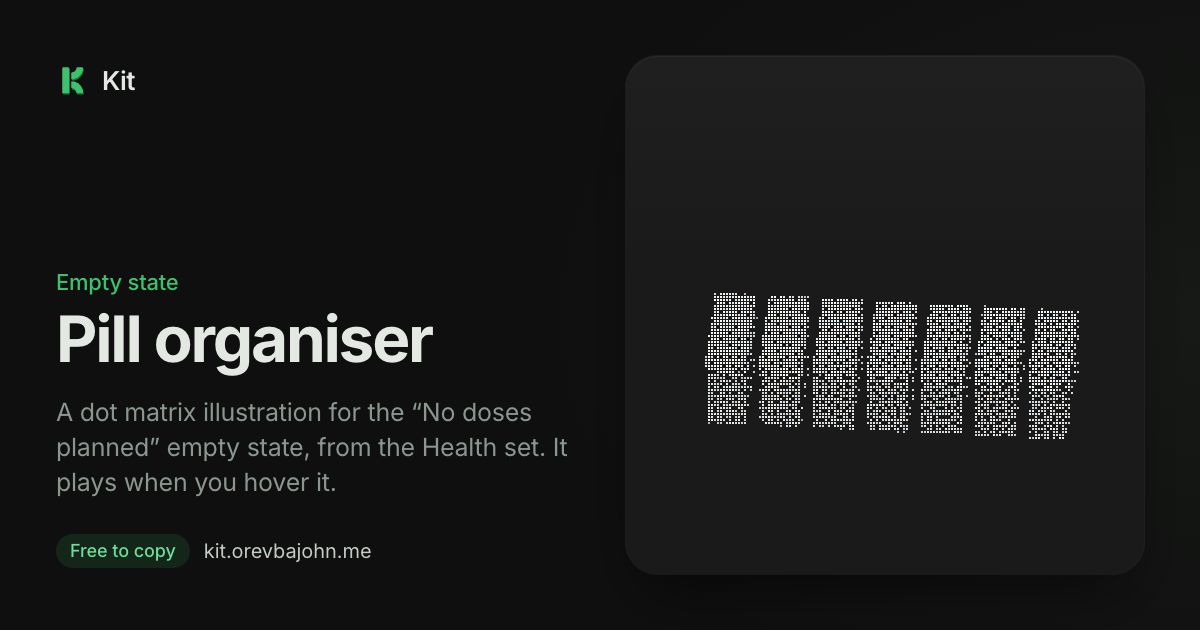 Kit
Empty state
Pill organiser
A dot matrix illustration for the “No doses
planned” empty state, from the Health set. It
plays when you hover it.
Free to copy
kit.orevbajohn.me